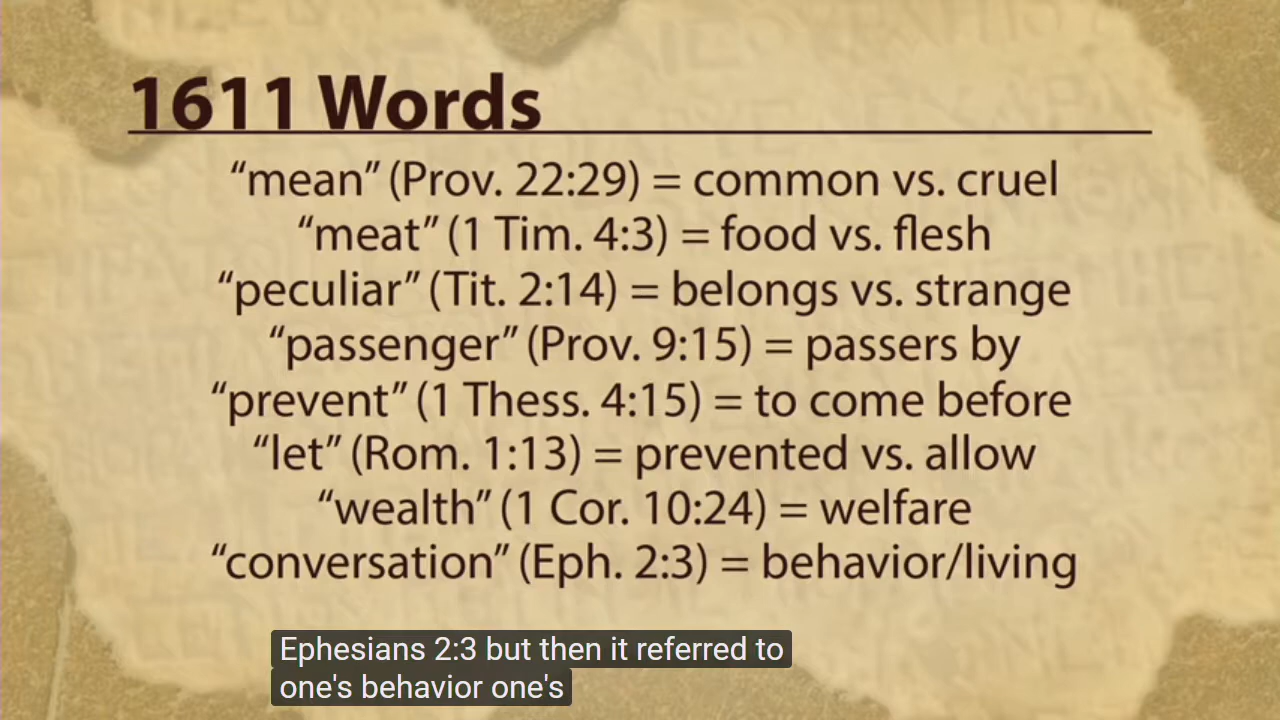 1611 Words
“mean” (Prov. 22:29) = common vs. cruel
“meat” (1 Tim. 4:3) = food vs. flesh
“peculiar” (Tit. 2:14) = belongs vs. strange
“passenger” (Prov. 9:15) = passers by
“prevent” (1 Thess. 4:15) = to come before
“let” (Rom. 1:13) = prevented vs. allow
“wealth” (1 Cor. 10:24) = welfare
“conversation” (Eph. 2:3) = behavior/living
Ephesians 2:3 but then it referred to
one's behavior one's